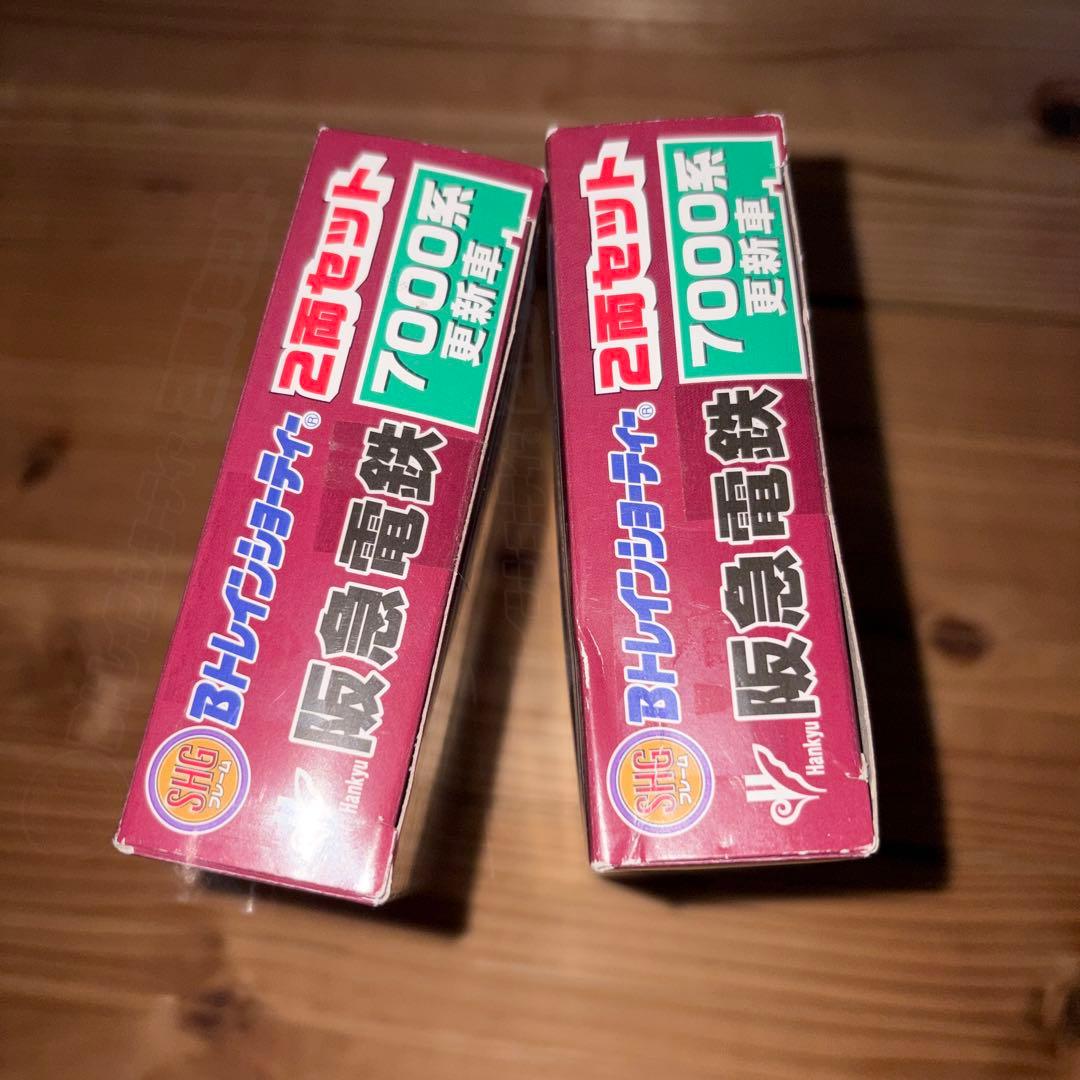 Bトレインショーティー® 2両セット
阪急電鉄 7000系
更新車
SHG
フレーム
Hankyu
Bトレインショーティー® 2両セット
阪急電鉄 7000系
更新車
SHG
フレーム
Hankyu